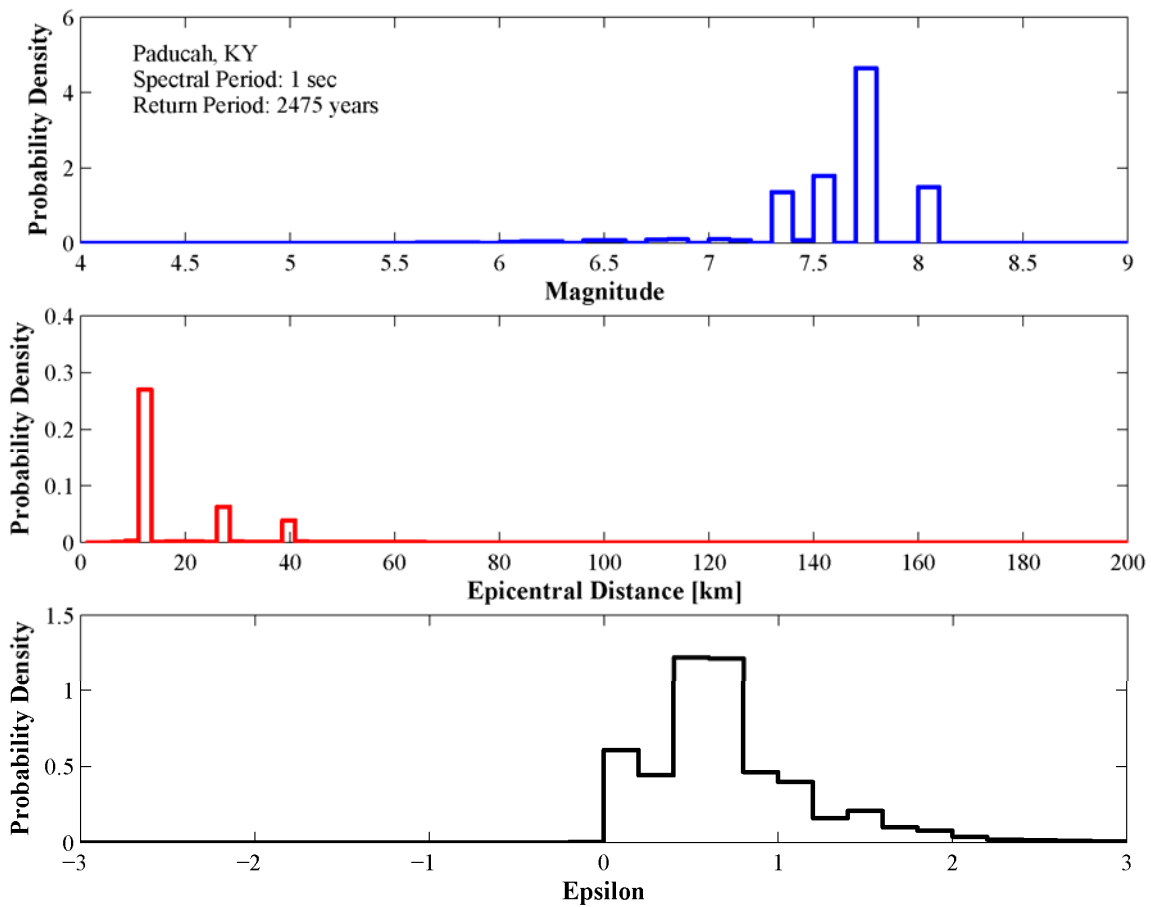 Paducah, KY
Spectral Period: 1 sec
Return Period: 2475 years
Probability Density
6
4
2
0
4 4.5 5 5.5 6 6.5 7 7.5 8 8.5 9
Magnitude
Probability Density
0.4
0.3
0.2
0.1
0
0 20 40 60 80 100 120 140 160 180 200
Epicentral Distance [km]
Probability Density
1.5
1
0.5
0
−3 −2 −1 0 1 2 3
Epsilon